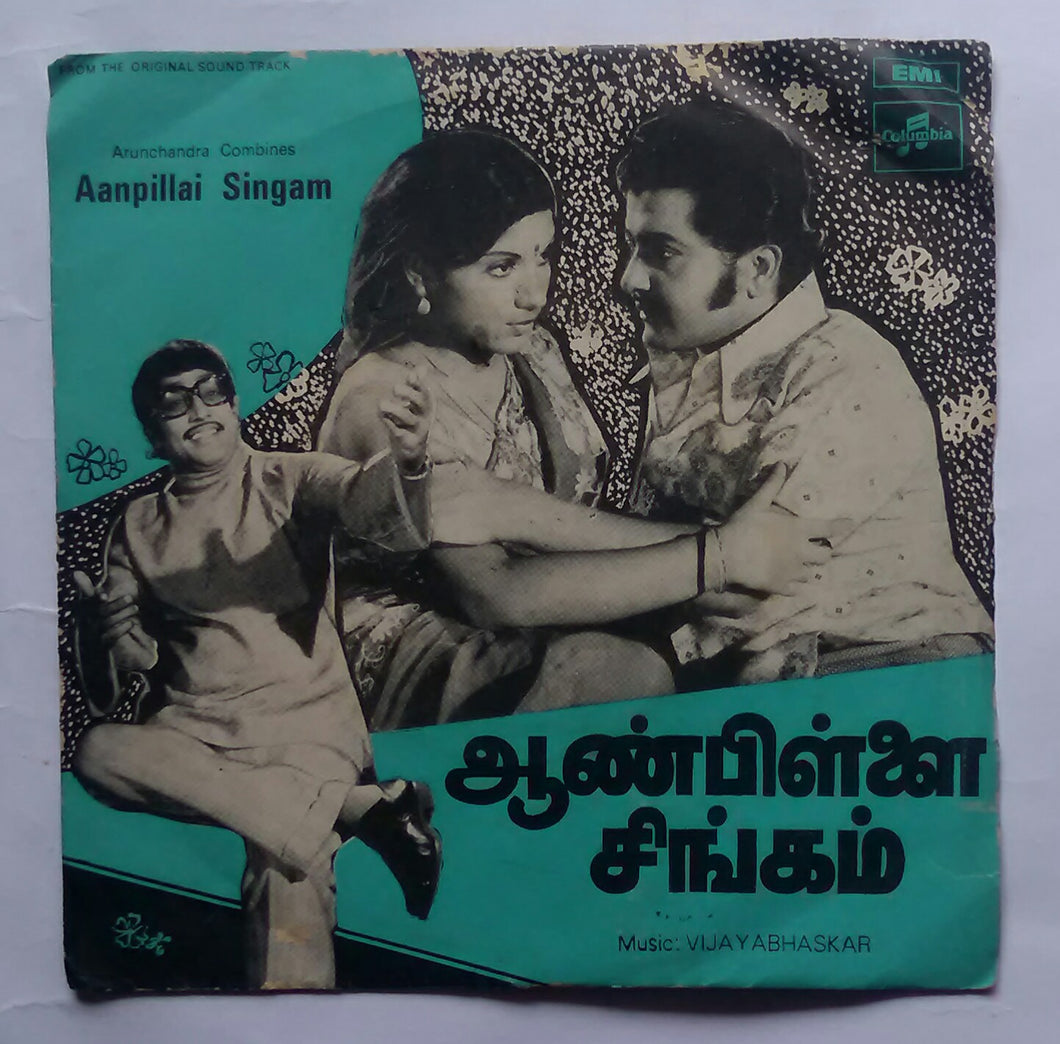 FROM THE ORIGINAL SOUND TRACK
EMI
Columbia
Arunchandra Combines
Aanpillai Singam
ஆண்பிள்ளை
சிங்கம்
Music: VIJAYABHASKAR